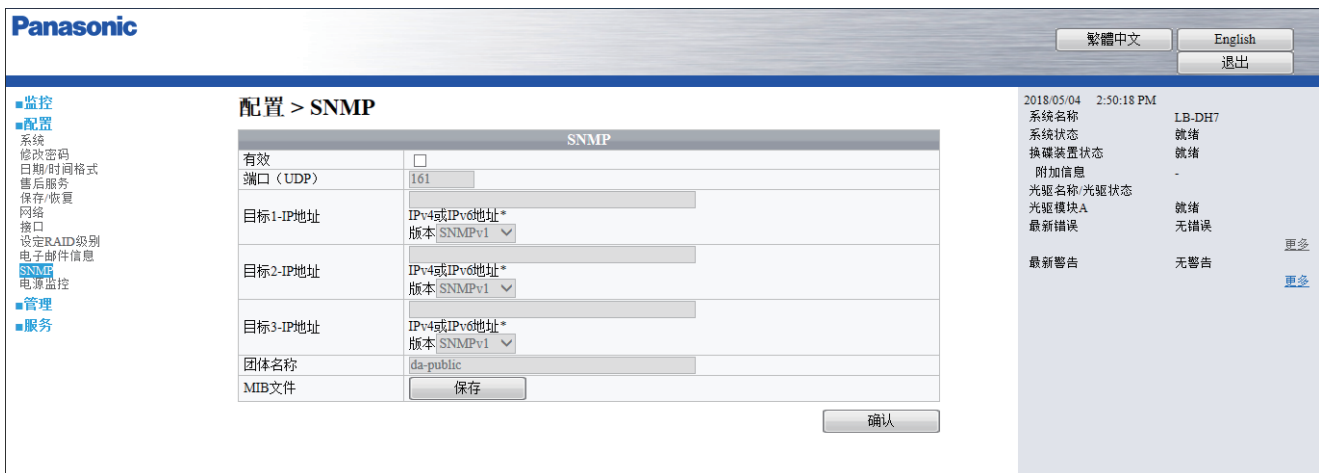 Panasonic
繁體中文
English
退出
■监控
■配置
系统
修改密码
日期/时间格式
售后服务
保存/恢复
网络
接口
设定RAID级别
电子邮件信息
SNMP
电源监控
■管理
■服务
配置 > SNMP
SNMP
有效
端口（UDP） 161
目标1-IP地址
IPv4或IPv6地址*
版本 SNMPv1
目标2-IP地址
IPv4或IPv6地址*
版本 SNMPv1
目标3-IP地址
IPv4或IPv6地址*
版本 SNMPv1
团体名称 da-public
MIB文件 保存
确认
2018/05/04 2:50:18 PM
系统名称 LB-DH7
系统状态 就绪
换碟装置状态 就绪
附加信息 -
光驱名称/光驱状态
光驱模块A 就绪
最新错误 无错误
更多
最新警告 无警告
更多